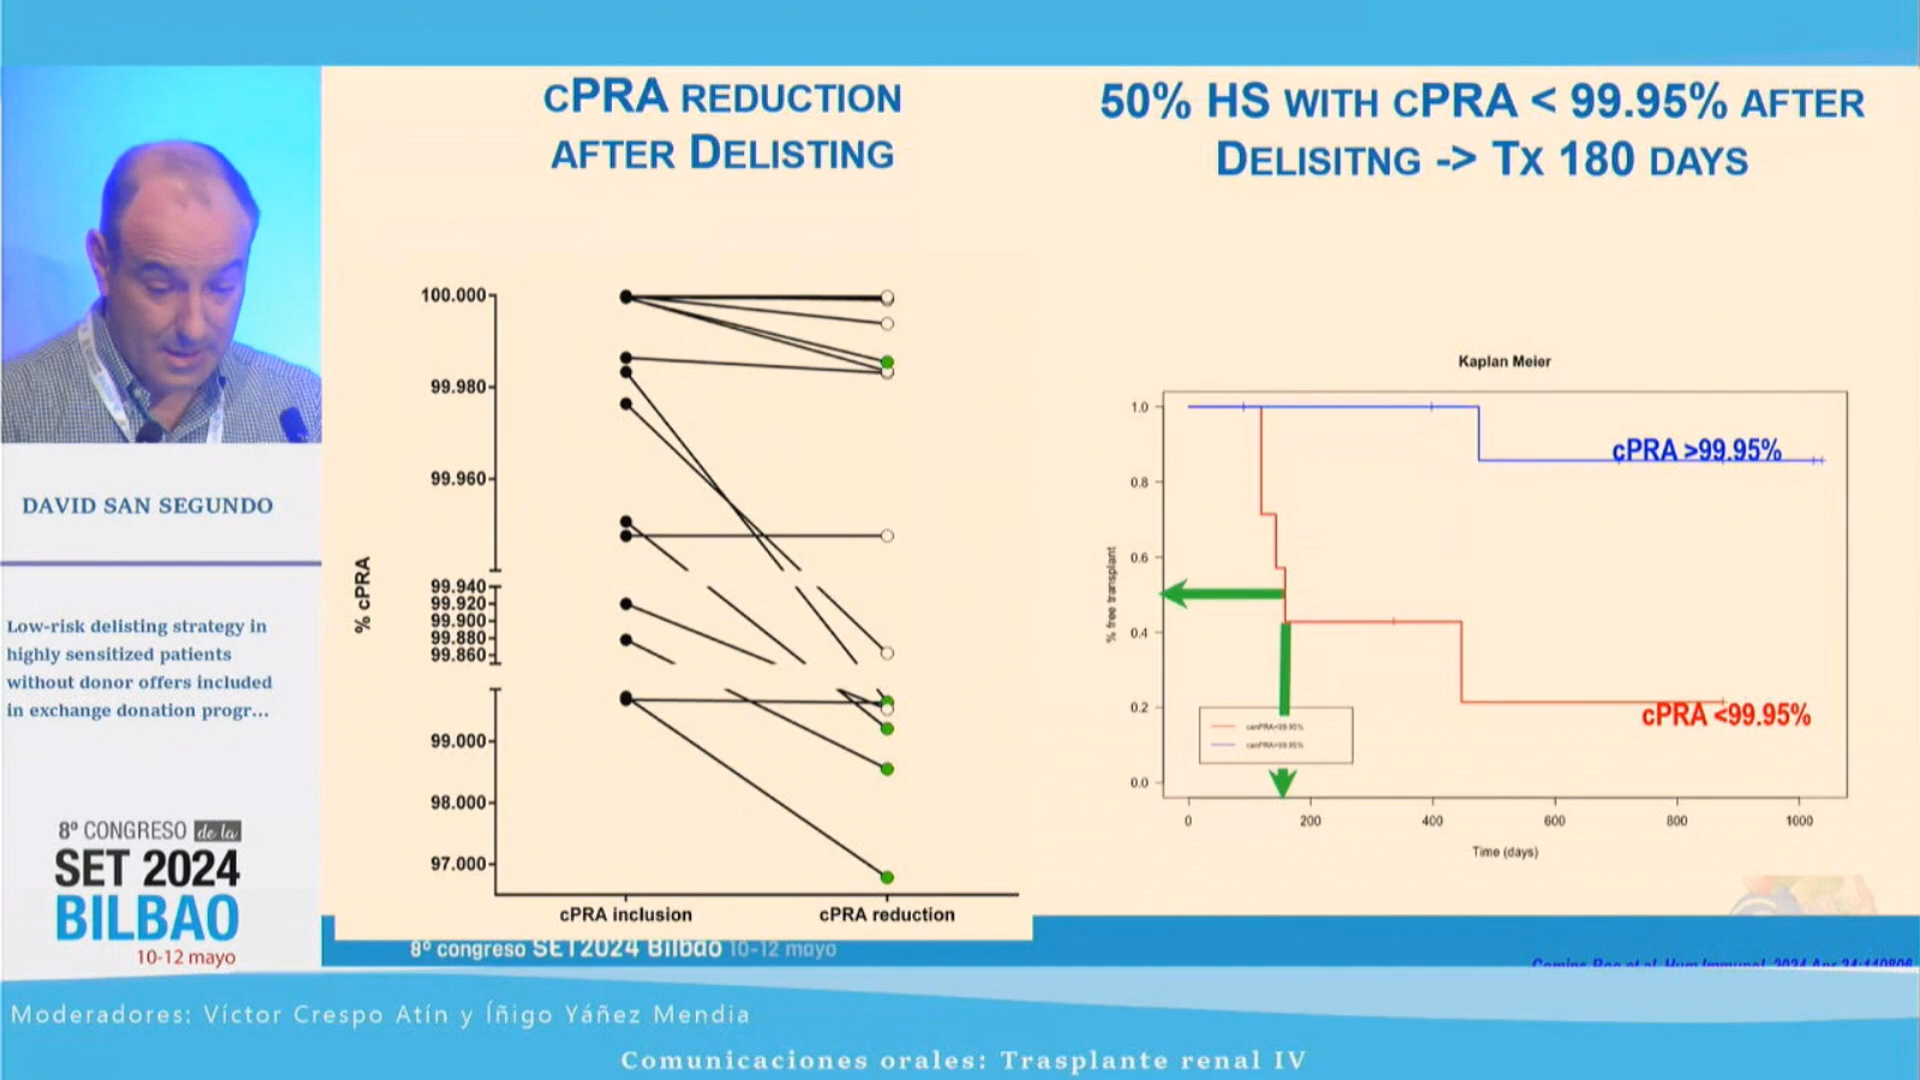 cPRA REDUCTION
AFTER DELISTING
50% HS WITH cPRA < 99.95% AFTER
DELISITNG -> TX 180 DAYS
% cPRA
100.000
99.980
99.960
99.940
99.920
99.900
99.880
99.860
99.000
98.000
97.000
cPRA inclusion
cPRA reduction
Kaplan Meier
% free transplant
1.0
0.8
0.6
0.4
0.2
0.0
cPRA >99.95%
cPRA <99.95%
0
200
400
600
800
1000
Time (days)
DAVID SAN SEGUNDO
Low-risk delisting strategy in
highly sensitized patients
without donor offers included
in exchange donation progr...
8º CONGRESO de la
SET 2024
BILBAO
10-12 mayo
8º congreso SET2024 Bilbao 10-12 mayo
Moderadores: Víctor Crespo Atín y Íñigo Yáñez Mendia
Comunicaciones orales: Trasplante renal IV